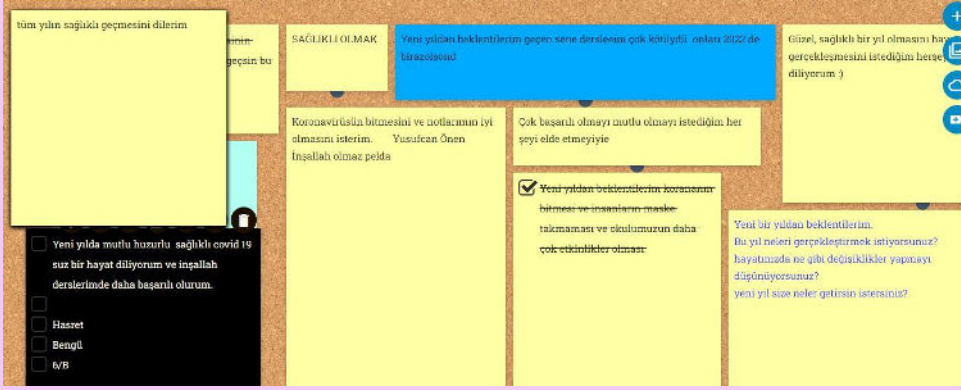 tüm yılın sağlıklı geçmesini dilerim
geçsin bu
SAĞLIKLI OLMAK
Yeni yıldan beklentilerim geçen sene derslerim çok kötüydü onları 2022 de
birazolsond
Güzel, sağlıklı bir yıl olmasını
gerçekleşmesini istediğim
diliyorum :)
Koronavirüsün bitmesini ve notlarımın iyi
olmasını isterim. Yusufcan Önen
İnşallah olmaz pelda
Çok başarılı olmayı mutlu olmayı istediğim her
şeyi elde etmeyiyie
Yeni yıldan beklentilerim koronanın
bitmesi ve insanların maske
takmaması ve okulumuzun daha
çok etkinlikler olması
Yeni yılda mutlu huzurlu sağlıklı covid 19
suz bir hayat diliyorum ve inşallah
derslerimde daha başarılı olurum.
Hasret
Bengü
6/B
Yeni bir yıldan beklentilerim.
Bu yıl neleri gerçekleştirmek istiyorsunuz?
hayatınızda ne gibi değişiklikler yapmayı
düşünüyorsunuz?
yeni yıl size neler getirsin istersiniz?